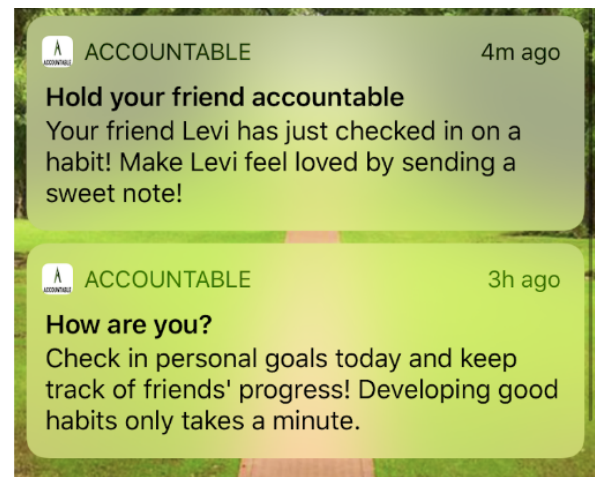 ACCOUNTABLE
4m ago
Hold your friend accountable
Your friend Levi has just checked in on a
habit! Make Levi feel loved by sending a
sweet note!
ACCOUNTABLE
3h ago
How are you?
Check in personal goals today and keep
track of friends' progress! Developing good
habits only takes a minute.